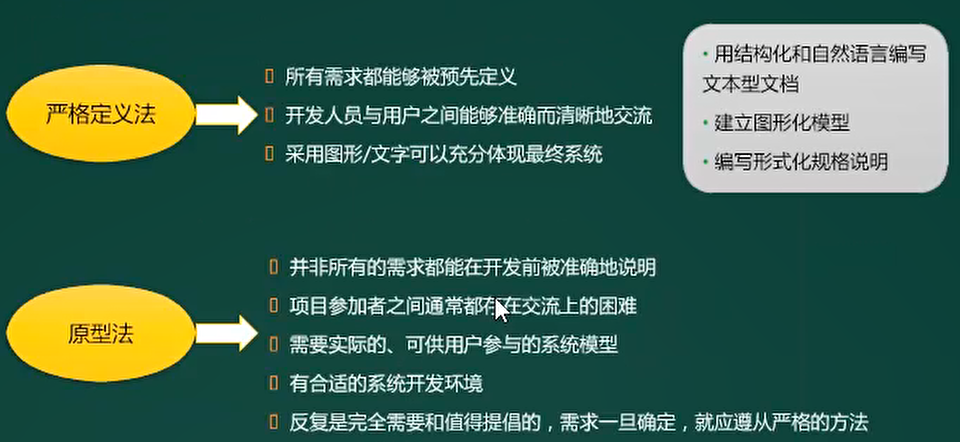 严格定义法
所有需求都能够被预先定义
开发人员与用户之间能够准确而清晰地交流
采用图形/文字可以充分体现最终系统
·用结构化和自然语言编写
文本型文档
·建立图形化模型
·编写形式化规格说明
原型法
并非所有的需求都能在开发前被准确地说明
项目参加者之间通常都存在交流上的困难
需要实际的、可供用户参与的系统模型
有合适的系统开发环境
反复是完全需要和值得提倡的，需求一旦确定，就应遵从严格的方法